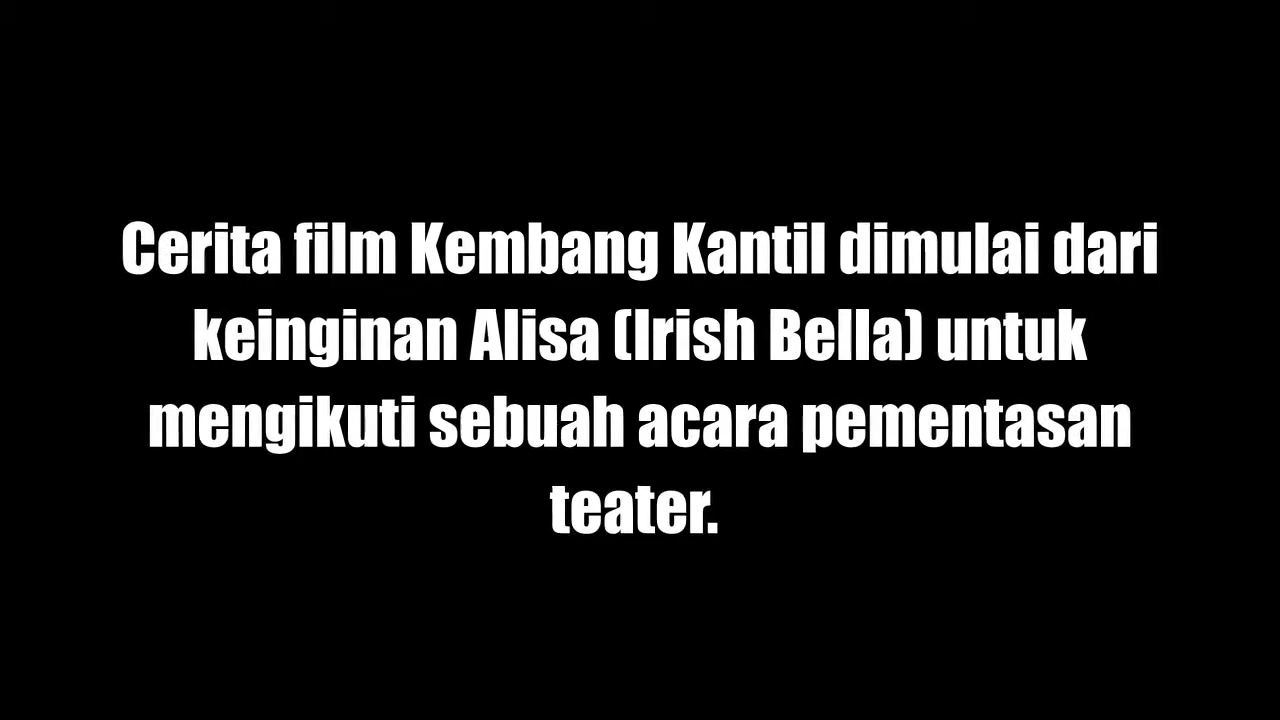 Cerita film Kembang Kantil dimulai dari
keinginan Alisa (Irish Bella) untuk
mengikuti sebuah acara pementasan
teater.